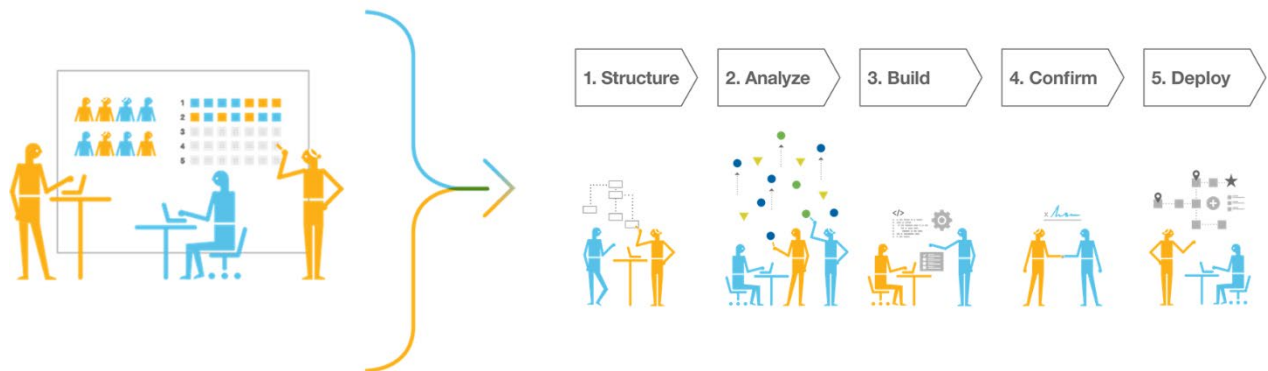 1
2
3
4
5
1. Structure
2. Analyze
3. Build
4. Confirm
5. Deploy
</>
x